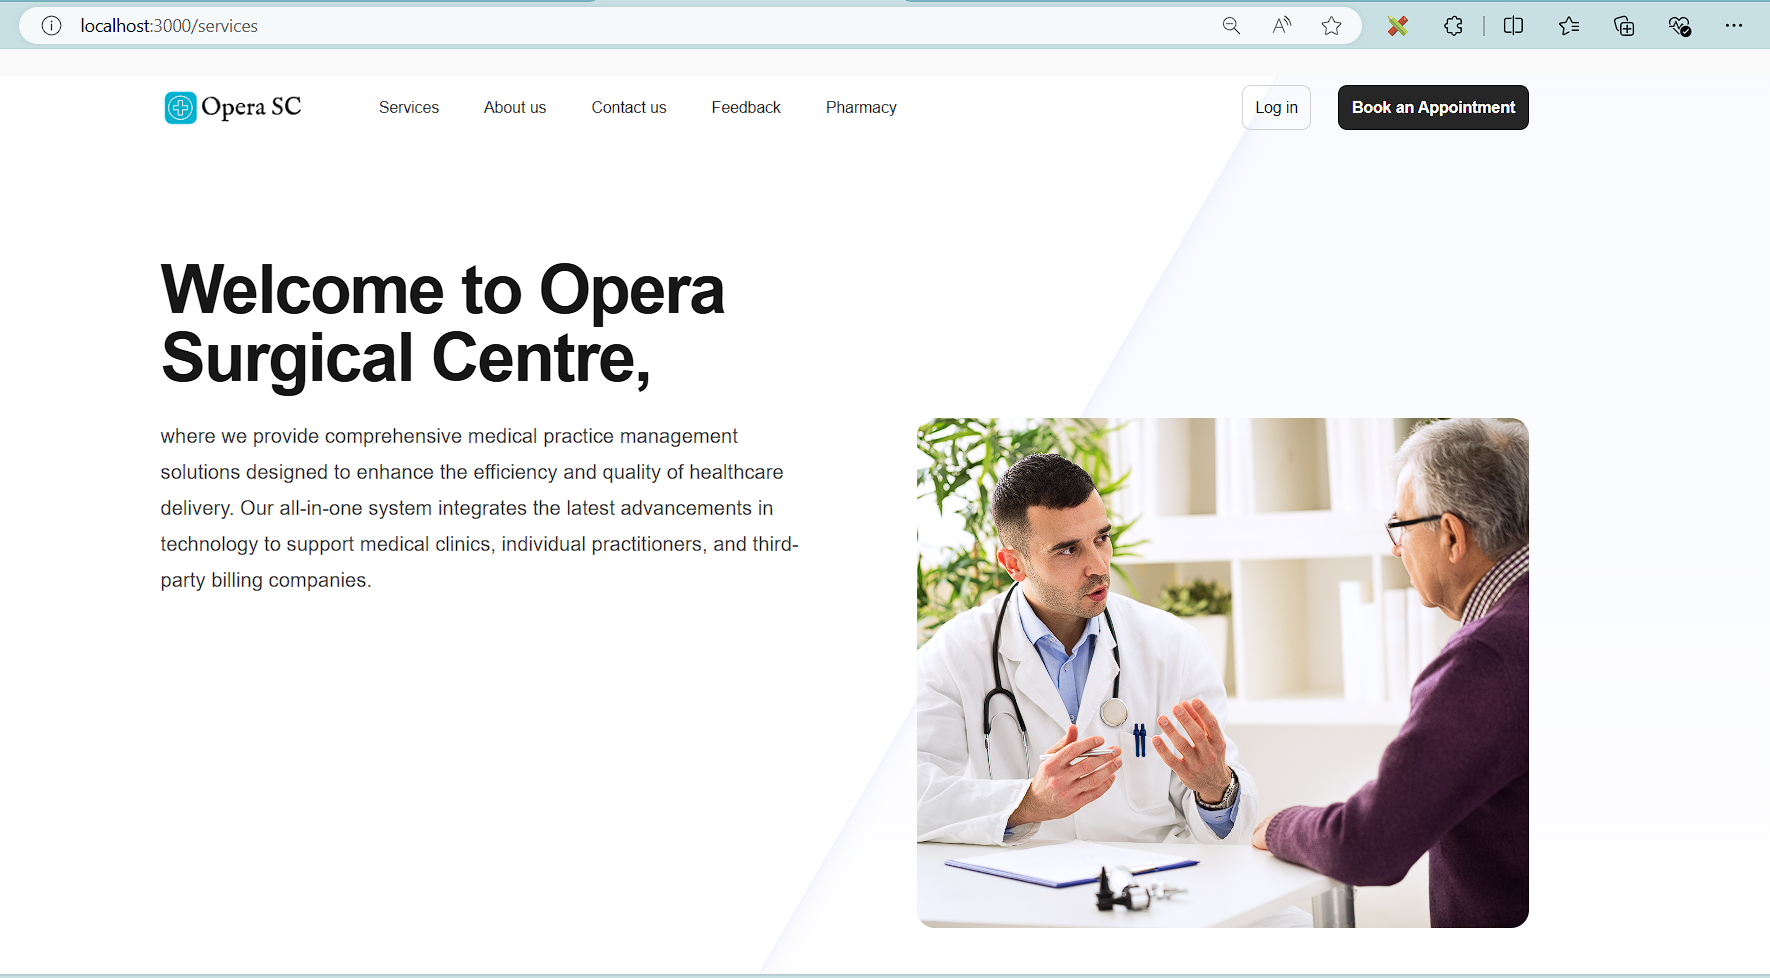 localhost:3000/services
Opera SC
Services
About us
Contact us
Feedback
Pharmacy
Log in
Book an Appointment
Welcome to Opera
Surgical Centre,
where we provide comprehensive medical practice management
solutions designed to enhance the efficiency and quality of healthcare
delivery. Our all-in-one system integrates the latest advancements in
technology to support medical clinics, individual practitioners, and third-
party billing companies.